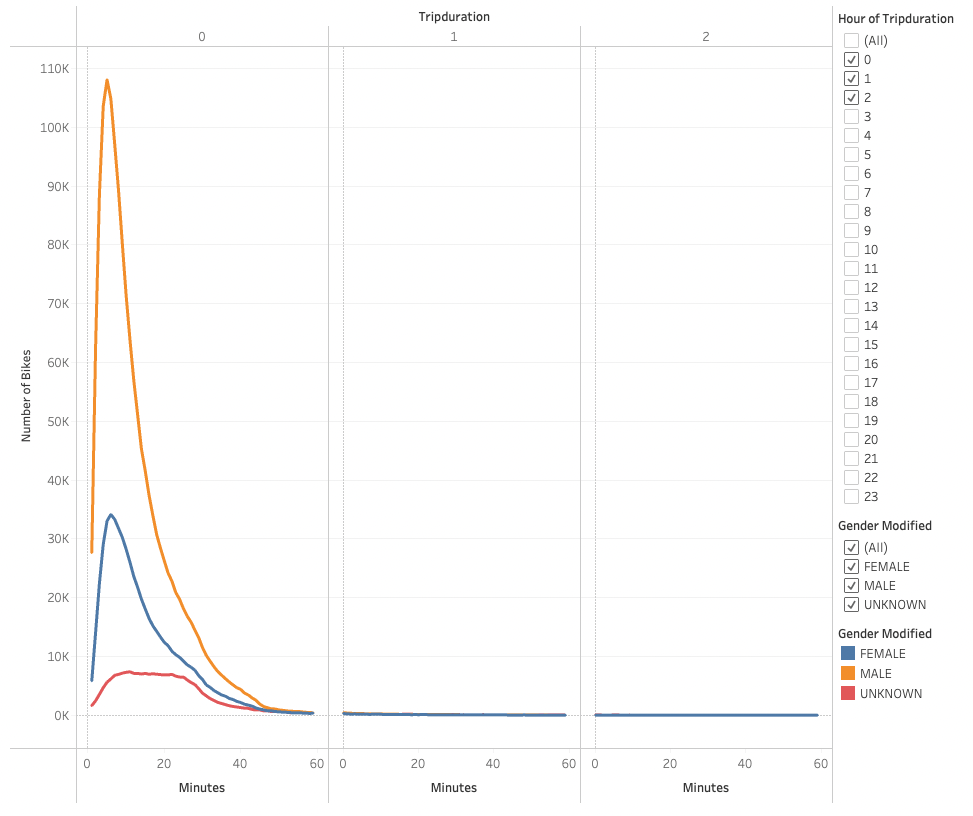 Tripduration
0 1 2
110K
100K
90K
80K
70K
60K
50K
40K
30K
20K
10K
0K
Number of Bikes
0 20 40 60 0 20 40 60 0 20 40 60
Minutes Minutes Minutes
Hour of Tripduration
(All)
0
1
2
3
4
5
6
7
8
9
10
11
12
13
14
15
16
17
18
19
20
21
22
23
Gender Modified
(All)
FEMALE
MALE
UNKNOWN
Gender Modified
FEMALE
MALE
UNKNOWN